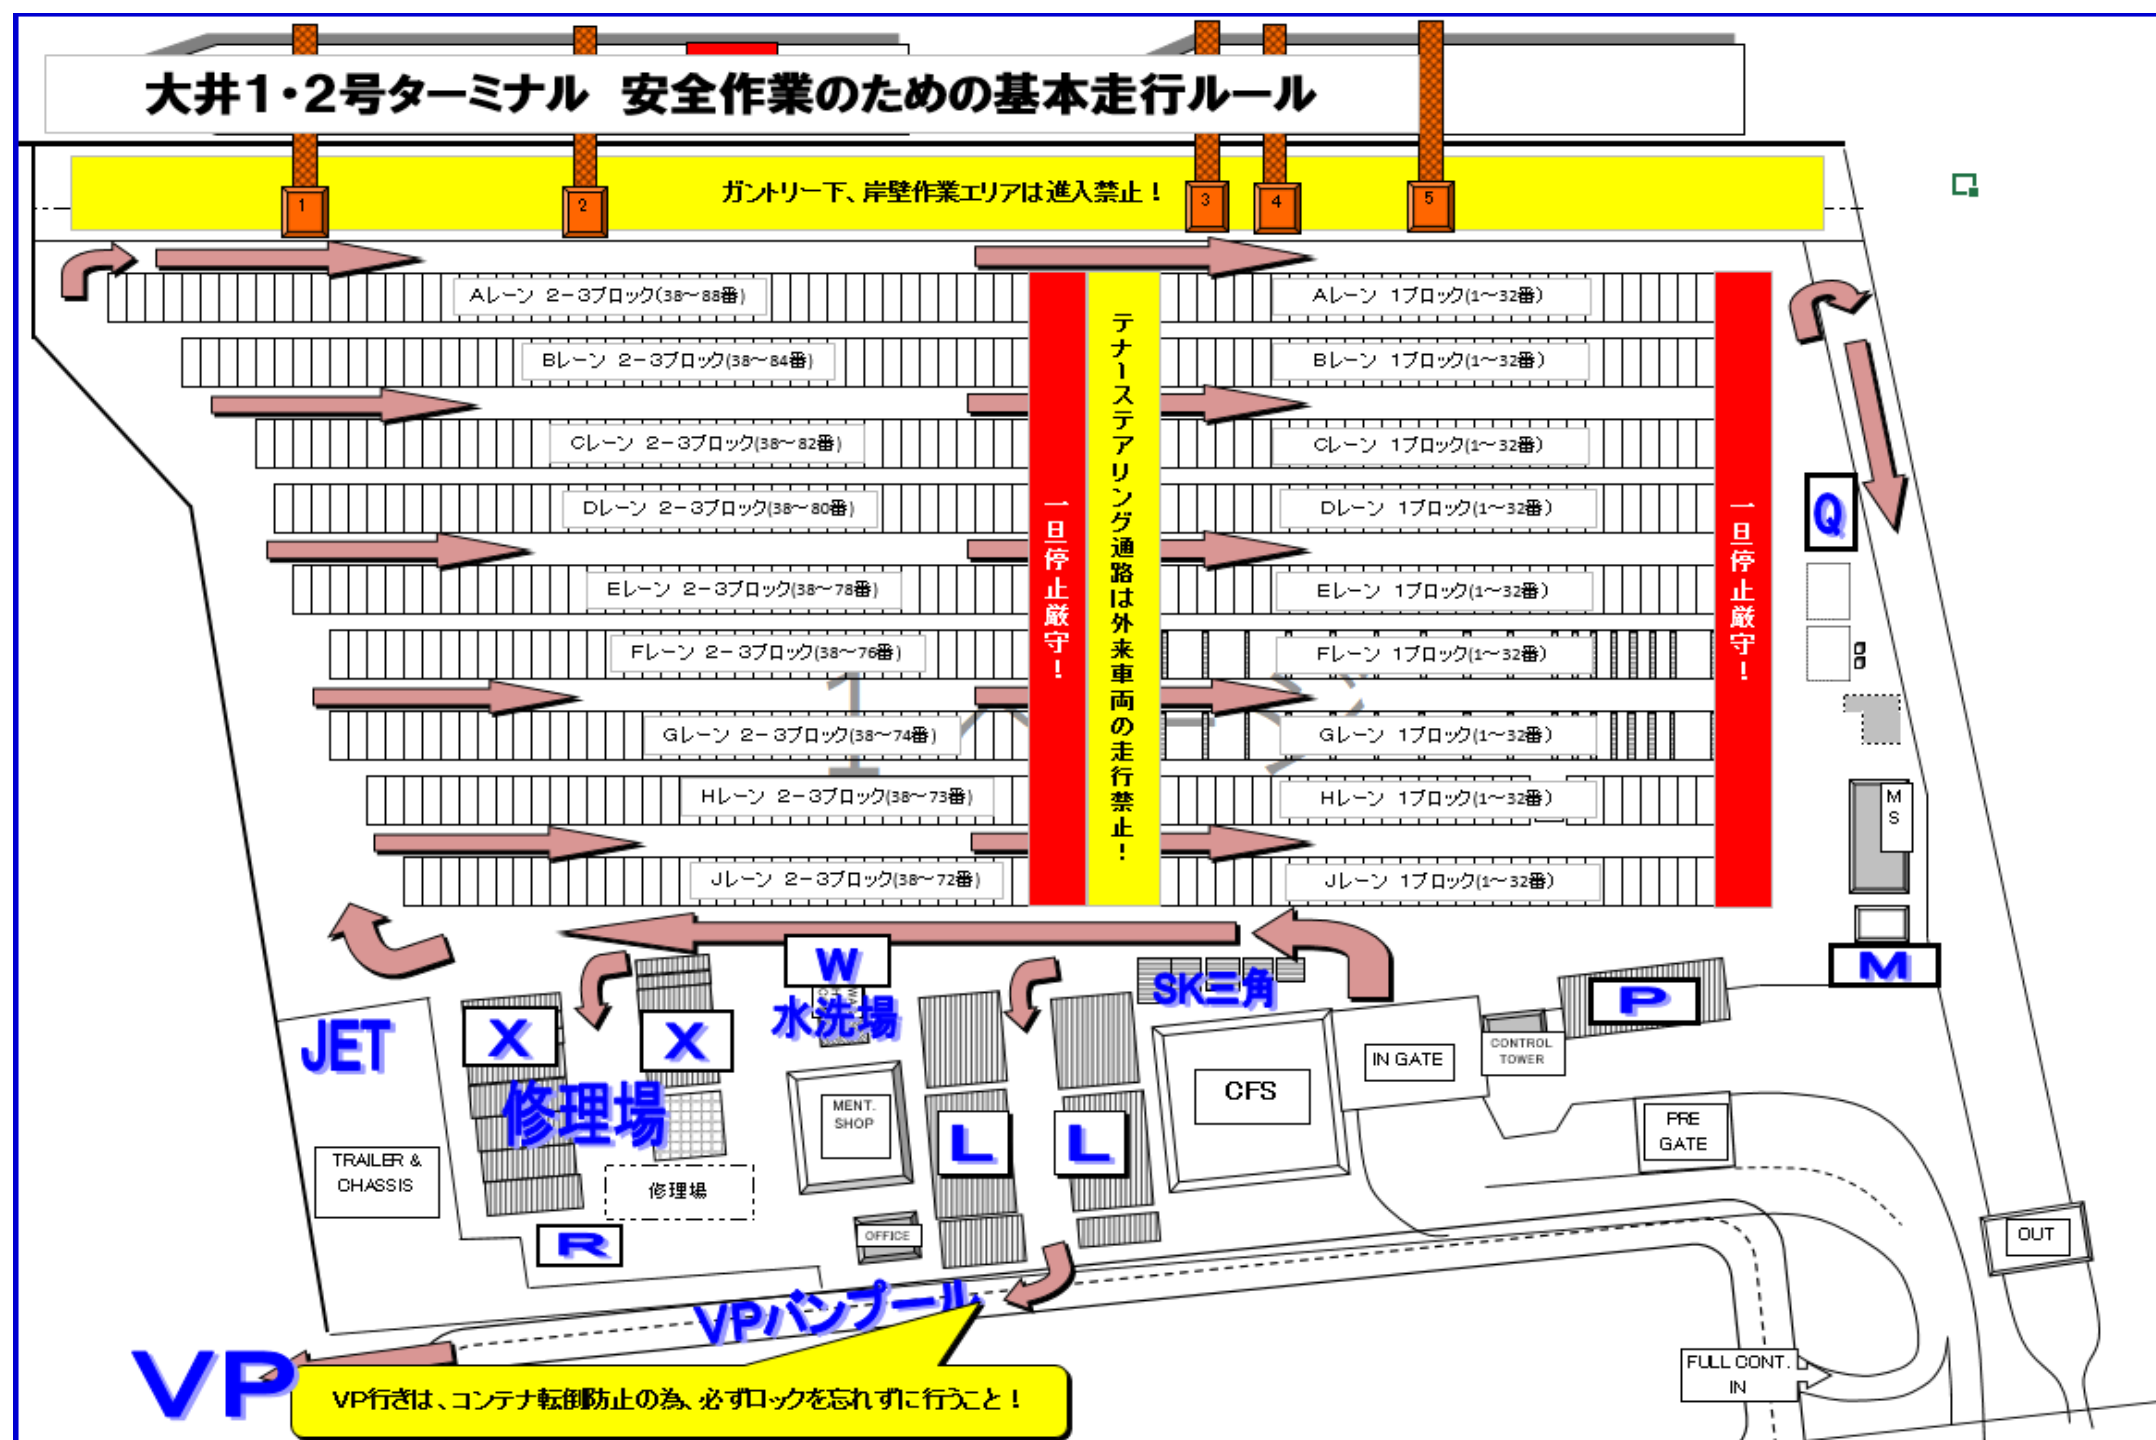 大井1・2号ターミナル 安全作業のための基本走行ルール
ガントリー下、岸壁作業エリアは進入禁止！
1
2
3
4
5
Aレーン 2-3ブロック(38～88番)
Aレーン 1ブロック(1～32番)
Bレーン 2-3ブロック(38～84番)
Bレーン 1ブロック(1～32番)
Cレーン 2-3ブロック(38～82番)
Cレーン 1ブロック(1～32番)
Dレーン 2-3ブロック(38～80番)
Dレーン 1ブロック(1～32番)
Eレーン 2-3ブロック(38～78番)
Eレーン 1ブロック(1～32番)
Fレーン 2-3ブロック(38～76番)
Fレーン 1ブロック(1～32番)
Gレーン 2-3ブロック(38～74番)
Gレーン 1ブロック(1～32番)
Hレーン 2-3ブロック(38～73番)
Hレーン 1ブロック(1～32番)
Jレーン 2-3ブロック(38～72番)
Jレーン 1ブロック(1～32番)
一旦停止厳守！
テナーステアリング通路は外来車両の走行禁止！
一旦停止厳守！
Q
M
S
M
W
水洗場
SK三角
P
JET
X
X
修理場
MENT.
SHOP
L
L
CFS
IN GATE
CONTROL
TOWER
PRE
GATE
TRAILER &
CHASSIS
修理場
R
OFFICE
OUT
VPバンプール
VP
VP行きは、コンテナ転倒防止の為、必ずロックを忘れずに行うこと！
FULL CONT.
IN